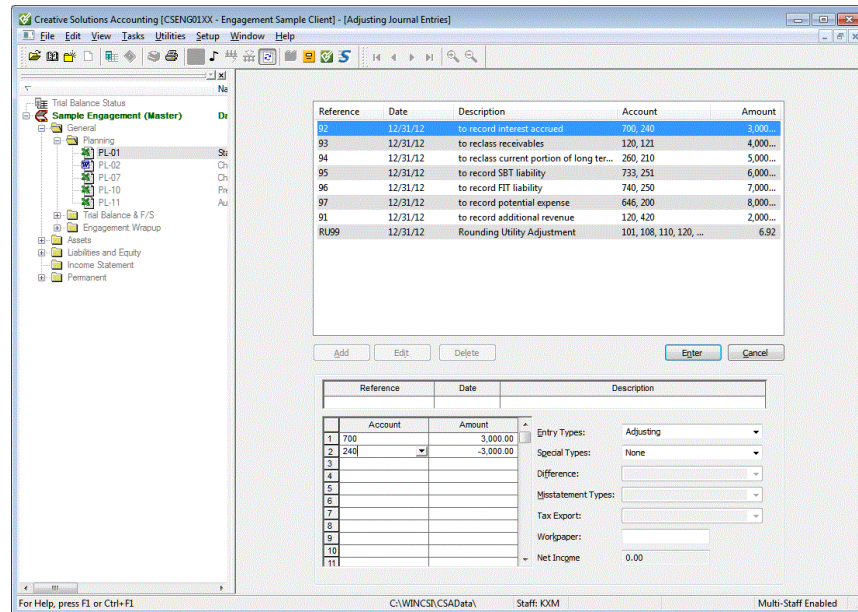 Creative Solutions Accounting [CSENG01XX - Engagement Sample Client] - [Adjusting Journal Entries]
File Edit View Tasks Utilities Setup Window Help
Na
Trial Balance Status
Sample Engagement (Master) Dr
General
Planning
PL-01 Sta
PL-02 Ch
PL-07 Ch
PL-10 Pre
PL-11 Au
Trial Balance & F/S
Engagement Wrapup
Assets
Liabilities and Equity
Income Statement
Permanent
Reference Date Description Account Amount
92 12/31/12 to record interest accrued 700, 240 3,000...
93 12/31/12 to reclass receivables 120, 121 4,000...
94 12/31/12 to reclass current portion of long ter... 260, 210 5,000...
95 12/31/12 to record SBT liability 733, 251 6,000...
96 12/31/12 to record FIT liability 740, 250 7,000...
97 12/31/12 to record potential expense 646, 200 8,000...
91 12/31/12 to record additional revenue 120, 420 2,000...
RU99 12/31/12 Rounding Utility Adjustment 101, 108, 110, 120, ... 6.92
Add Edit Delete Enter Cancel
Reference Date Description
Account Amount
1 700 3,000.00
2 240 -3,000.00
3
4
5
6
7
8
9
10
11
Entry Types: Adjusting
Special Types: None
Difference:
Misstatement Types:
Tax Export:
Workpaper:
Net Income 0.00
For Help, press F1 or Ctrl+F1 C:\WINCSI\CSAData\ Staff: KXM Multi-Staff Enabled